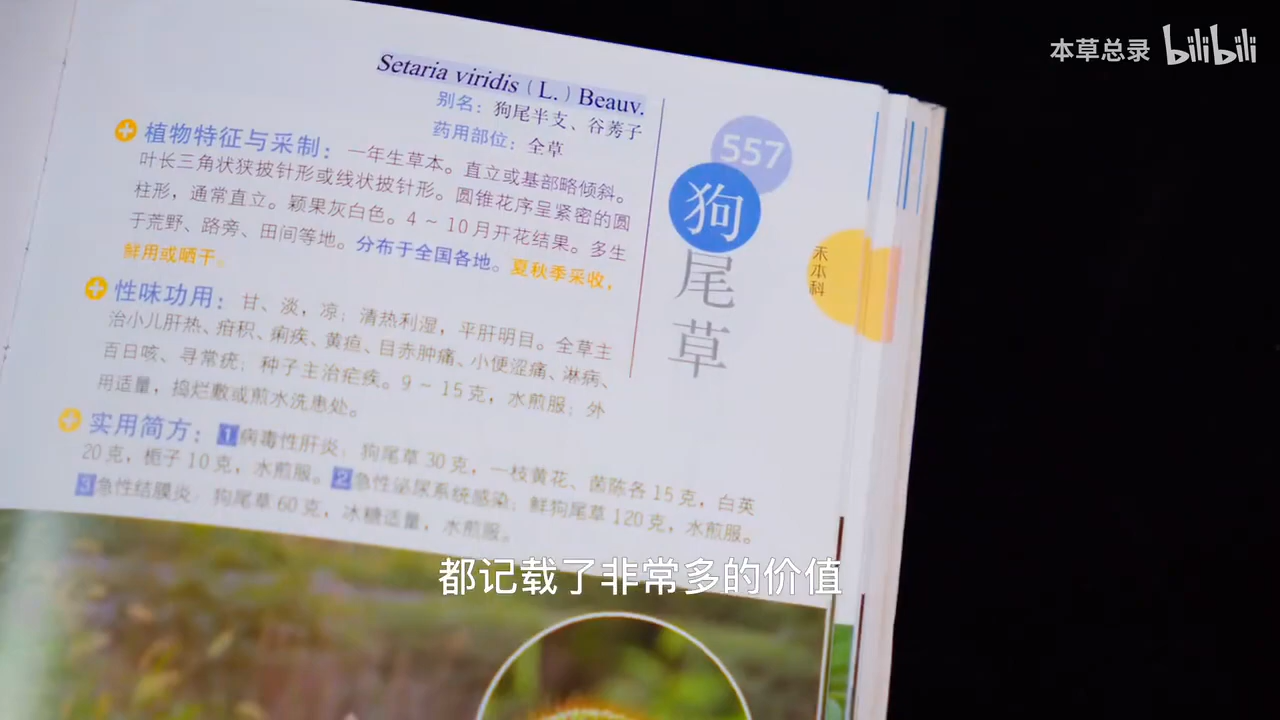 本草总录 bilibili
Setaria viridis (L.) Beauv.
别名：狗尾半支、谷莠子
药用部位：全草
557
狗尾草
禾本科
植物特征与采制：一年生草本。直立或基部略倾斜。
叶长三角状狭披针形或线状披针形。圆锥花序呈紧密的圆
柱形，通常直立。颖果灰白色。4～10月开花结果。多生
于荒野、路旁、田间等地。分布于全国各地。夏秋季采收，
鲜用或晒干。
性味功用：甘、淡，凉；清热利湿，平肝明目。全草主
治小儿肝热、疳积、痢疾、黄疸、目赤肿痛、小便涩痛、淋病、
百日咳、寻常疣；种子主治疟疾。9～15克，水煎服；外
用适量，捣烂敷或煎水洗患处。
实用简方：1病毒性肝炎：狗尾草30克，一枝黄花、茵陈各15克，白英
20克，栀子10克，水煎服。2急性泌尿系统感染：鲜狗尾草120克，水煎服。
3急性结膜炎：狗尾草60克，冰糖适量，水煎服。
都记载了非常多的价值